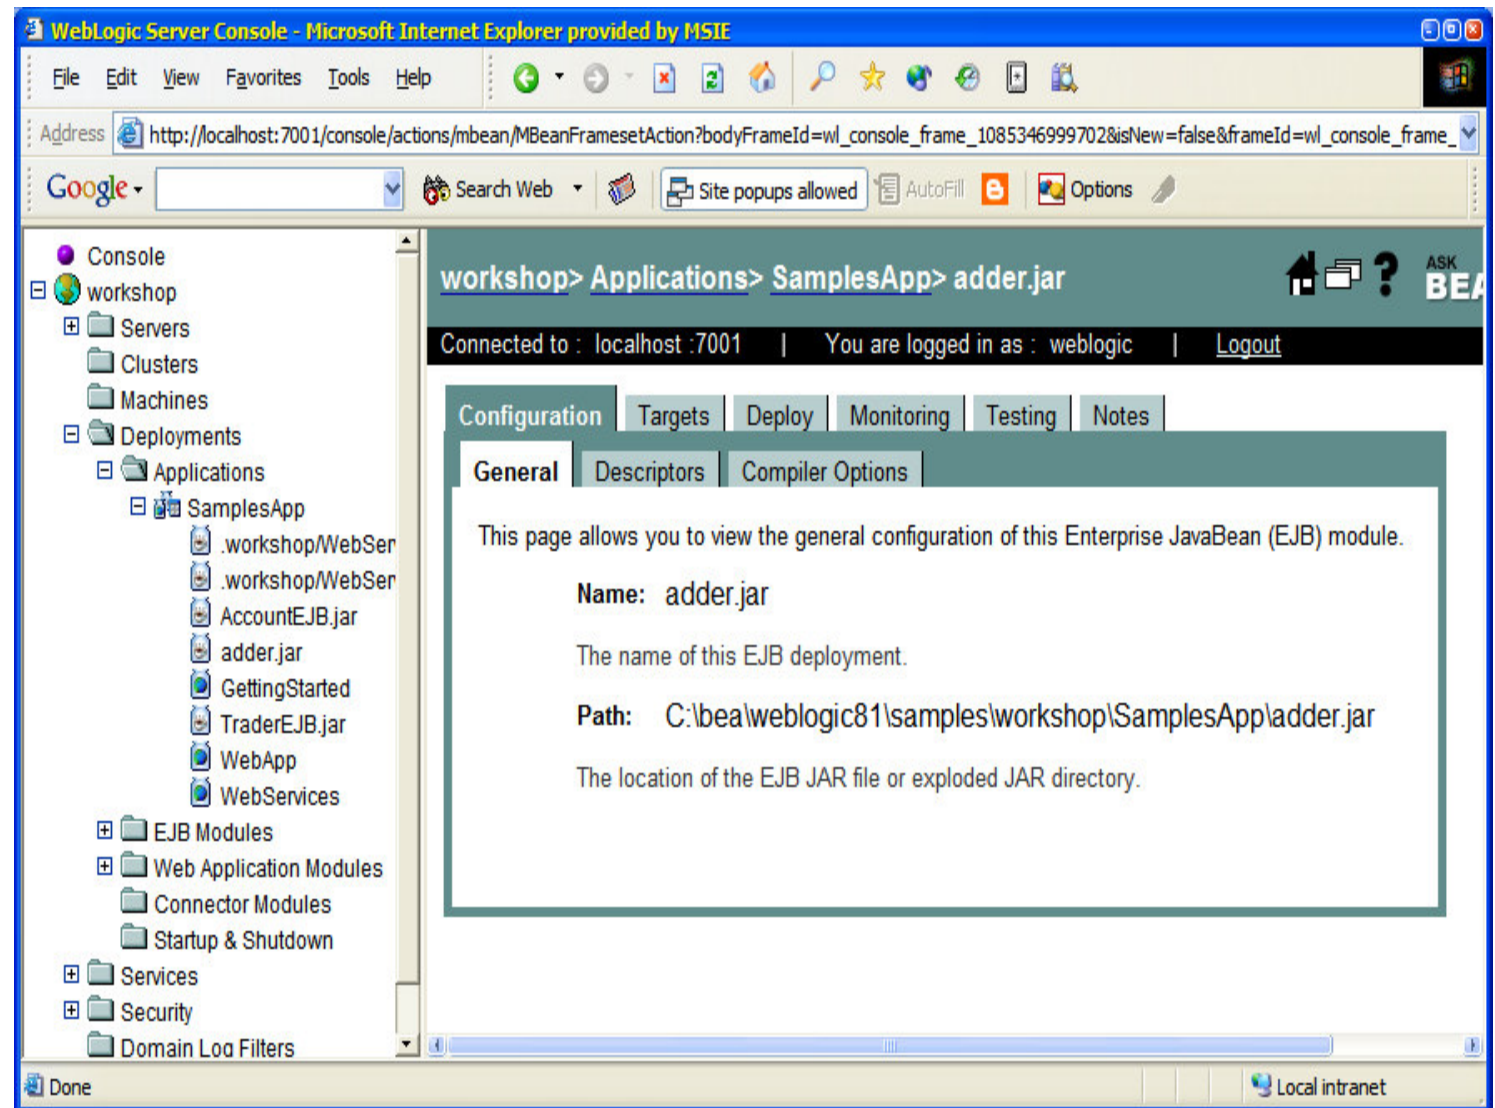 WebLogic Server Console - Microsoft Internet Explorer provided by MSIE
File Edit View Favorites Tools Help
Address http://localhost:7001/console/actions/mbean/MBeanFramesetAction?bodyFrameId=wl_console_frame_1085346999702&isNew=false&frameId=wl_console_frame_
Google Search Web Site popups allowed AutoFill Options
Console
workshop
Servers
Clusters
Machines
Deployments
Applications
SamplesApp
.workshop/WebSer
.workshop/WebSer
AccountEJB.jar
adder.jar
GettingStarted
TraderEJB.jar
WebApp
WebServices
EJB Modules
Web Application Modules
Connector Modules
Startup & Shutdown
Services
Security
Domain Log Filters
workshop> Applications> SamplesApp> adder.jar
ASK
BEA
Connected to : localhost :7001 | You are logged in as : weblogic | Logout
Configuration Targets Deploy Monitoring Testing Notes
General Descriptors Compiler Options
This page allows you to view the general configuration of this Enterprise JavaBean (EJB) module.
Name: adder.jar
The name of this EJB deployment.
Path: C:\bea\weblogic81\samples\workshop\SamplesApp\adder.jar
The location of the EJB JAR file or exploded JAR directory.
Done Local intranet